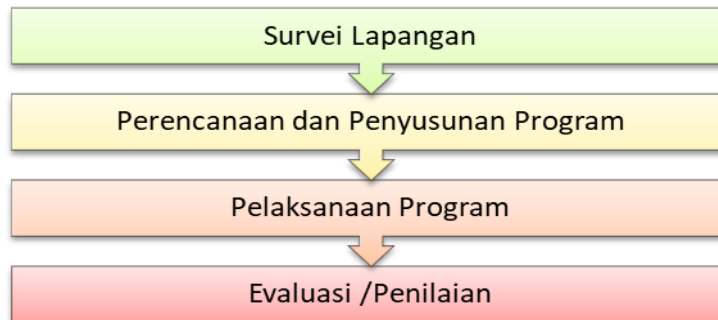 Survei Lapangan
Perencanaan dan Penyusunan Program
Pelaksanaan Program
Evaluasi /Penilaian